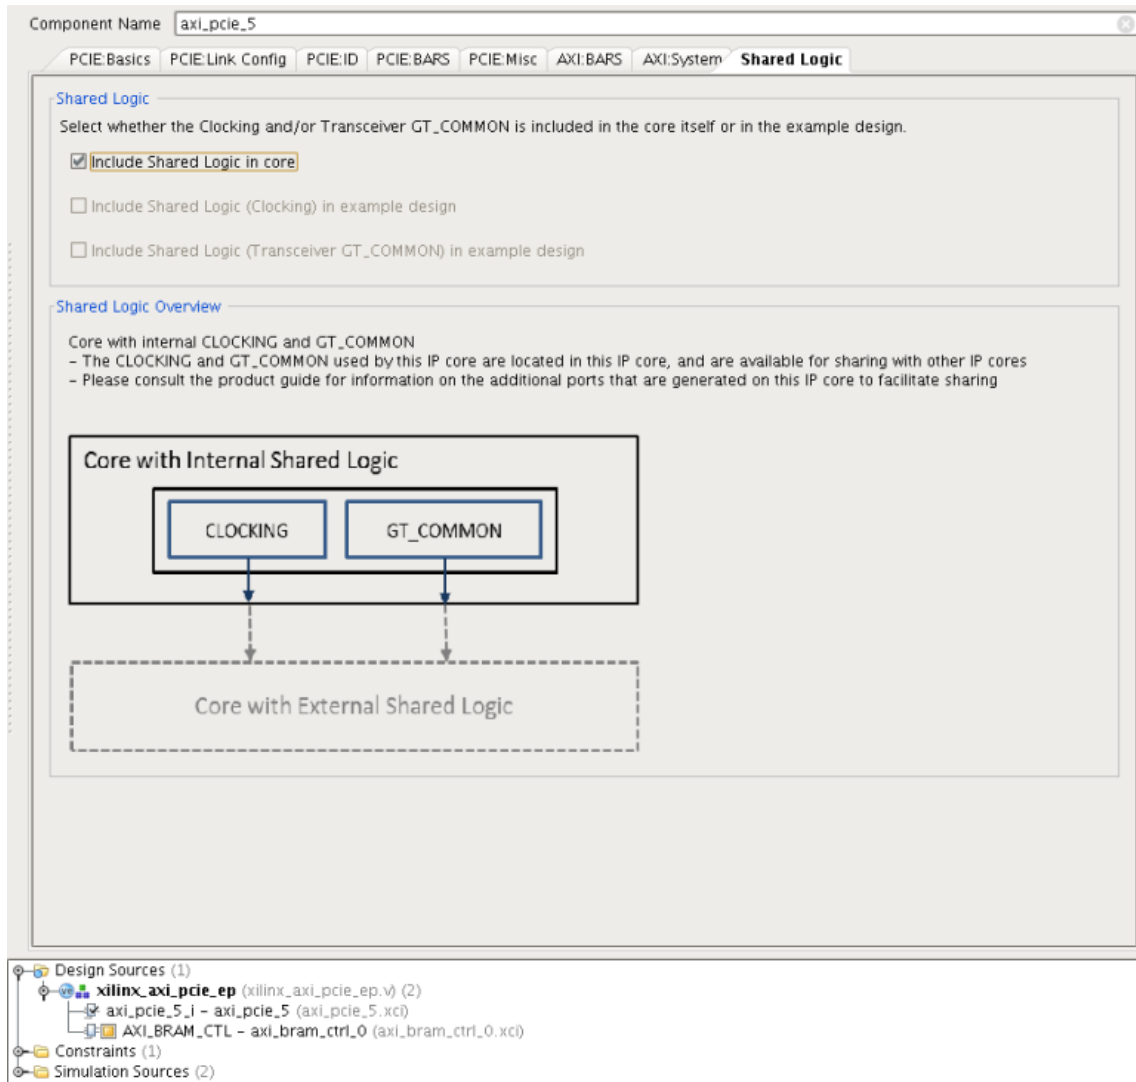 Component Name axi_pcie_5
PCIE:Basics PCIE:Link Config PCIE:ID PCIE:BARS PCIE:Misc AXI:BARS AXI:System Shared Logic
Shared Logic
Select whether the Clocking and/or Transceiver GT_COMMON is included in the core itself or in the example design.
Include Shared Logic in core
Include Shared Logic (Clocking) in example design
Include Shared Logic (Transceiver GT_COMMON) in example design
Shared Logic Overview
Core with internal CLOCKING and GT_COMMON
– The CLOCKING and GT_COMMON used by this IP core are located in this IP core, and are available for sharing with other IP cores
– Please consult the product guide for information on the additional ports that are generated on this IP core to facilitate sharing
Core with Internal Shared Logic
CLOCKING GT_COMMON
Core with External Shared Logic
Design Sources (1)
xilinx_axi_pcie_ep (xilinx_axi_pcie_ep.v) (2)
axi_pcie_5_i – axi_pcie_5 (axi_pcie_5.xci)
AXI_BRAM_CTL – axi_bram_ctrl_0 (axi_bram_ctrl_0.xci)
Constraints (1)
Simulation Sources (2)